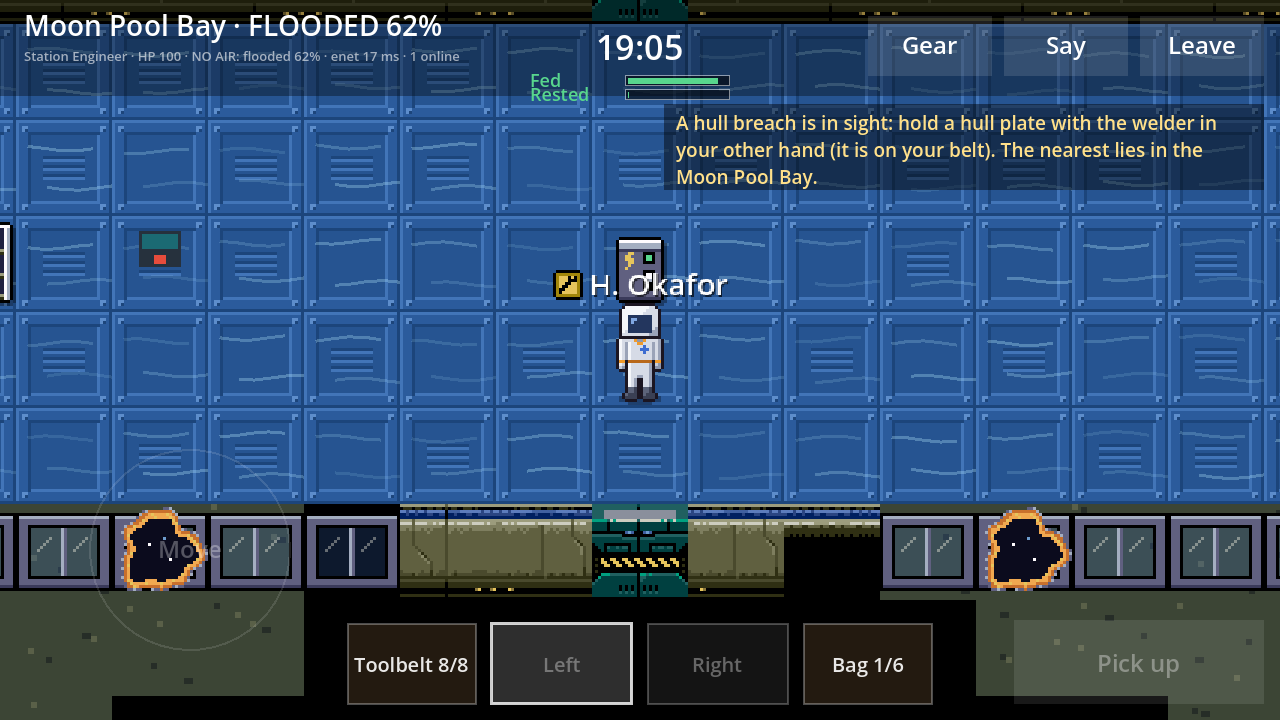 Moon Pool Bay · FLOODED 62%
Station Engineer · HP 100 · NO AIR: flooded 62% · enet 17 ms · 1 online
19:05
Fed
Rested
Gear
Say
Leave
A hull breach is in sight: hold a hull plate with the welder in
your other hand (it is on your belt). The nearest lies in the
Moon Pool Bay.
H. Okafor
Move
Toolbelt 8/8
Left
Right
Bag 1/6
Pick up